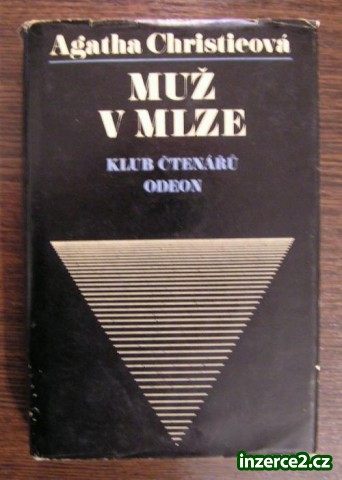 Agatha Christieová
MUŽ
V MLZE
KLUB ČTENÁŘŮ
ODEON
inzerce2.cz